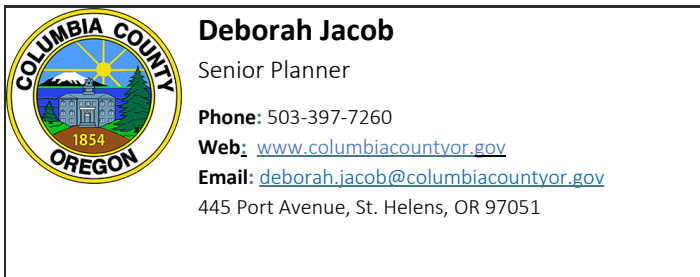 COLUMBIA COUNTY
1854
OREGON
Deborah Jacob
Senior Planner
Phone: 503-397-7260
Web: www.columbiacountyor.gov
Email: deborah.jacob@columbiacountyor.gov
445 Port Avenue, St. Helens, OR 97051